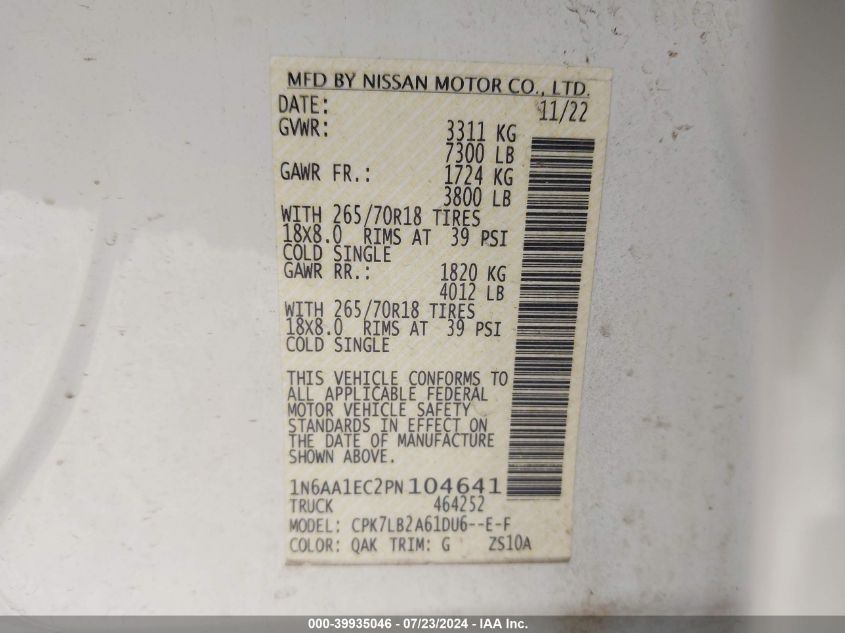 MFD BY NISSAN MOTOR CO., LTD.
DATE: 11/22
GVWR: 3311 KG
7300 LB
GAWR FR.: 1724 KG
3800 LB
WITH 265/70R18 TIRES
18X8.0 RIMS AT 39 PSI
COLD SINGLE
GAWR RR.: 1820 KG
4012 LB
WITH 265/70R18 TIRES
18X8.0 RIMS AT 39 PSI
COLD SINGLE
THIS VEHICLE CONFORMS TO
ALL APPLICABLE FEDERAL
MOTOR VEHICLE SAFETY
STANDARDS IN EFFECT ON
THE DATE OF MANUFACTURE
SHOWN ABOVE.
1N6AA1EC2PN104641
TRUCK 464252
MODEL: CPK7LB2A61DU6--E-F
COLOR: QAK TRIM: G ZS10A
000-39935046 - 07/23/2024 - IAA Inc.